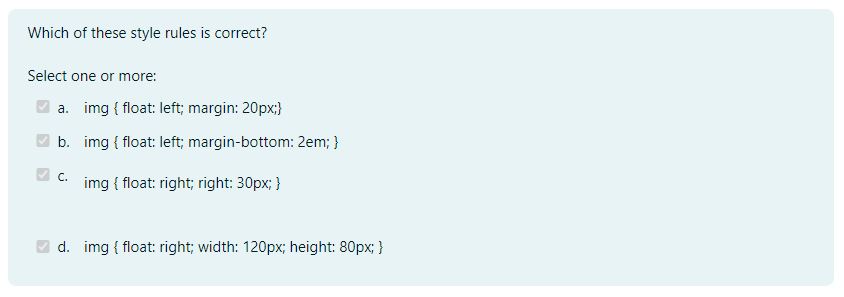 Which of these style rules is correct?
Select one or more:
a. img { float: left; margin: 20px;}
b. img { float: left; margin-bottom: 2em; }
c. img { float: right; right: 30px; }
d. img { float: right; width: 120px; height: 80px; }